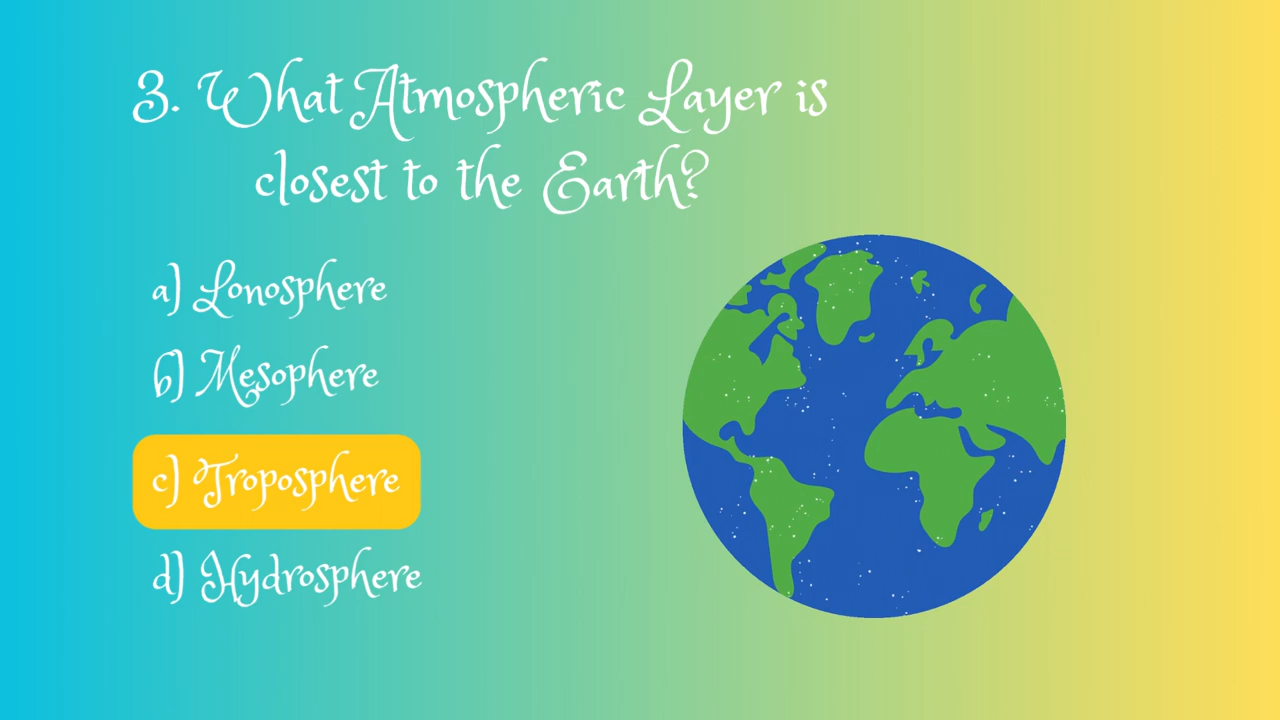 3. What Atmospheric Layer is
closest to the Earth?
a) Lonosphere
b) Mesophere
c) Troposphere
d) Hydrosphere